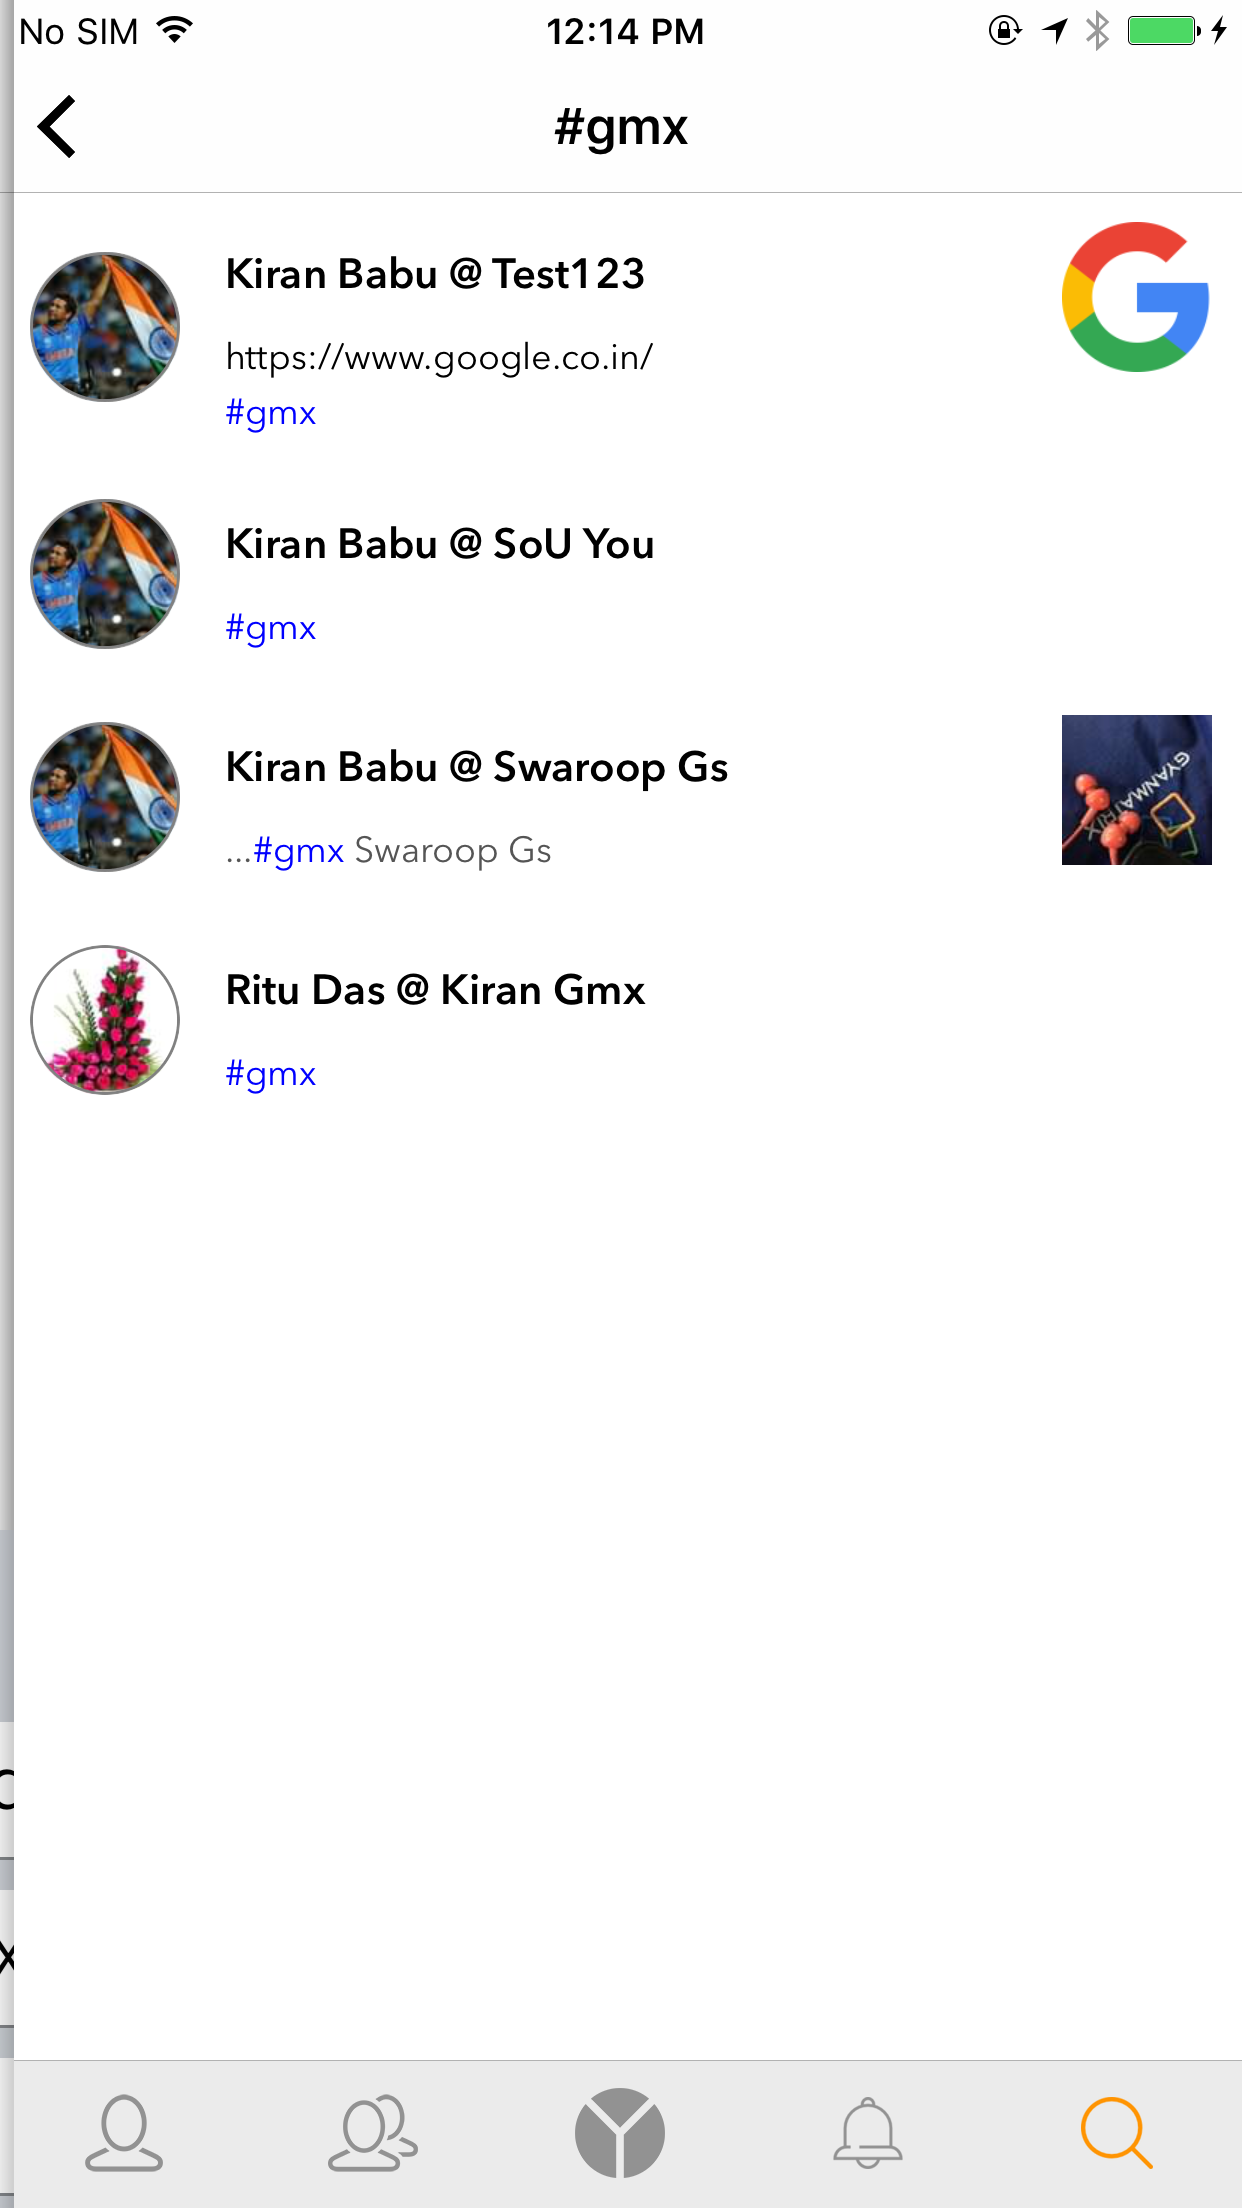 No SIM
12:14 PM
#gmx
Kiran Babu @ Test123
https://www.google.co.in/
#gmx
Kiran Babu @ SoU You
#gmx
Kiran Babu @ Swaroop Gs
...#gmx Swaroop Gs
GYANMATRIX
Ritu Das @ Kiran Gmx
#gmx